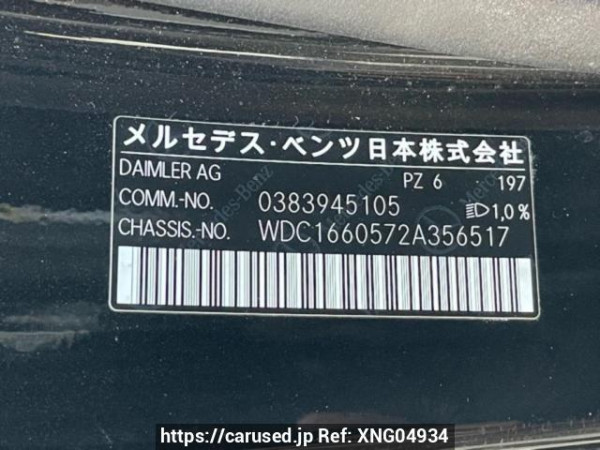 メルセデス・ベンツ日本株式会社
DAIMLER AG PZ 6 197
COMM.-NO. 0383945105 1,0%
CHASSIS.-NO. WDC1660572A356517
https://carused.jp Ref: XNG04934